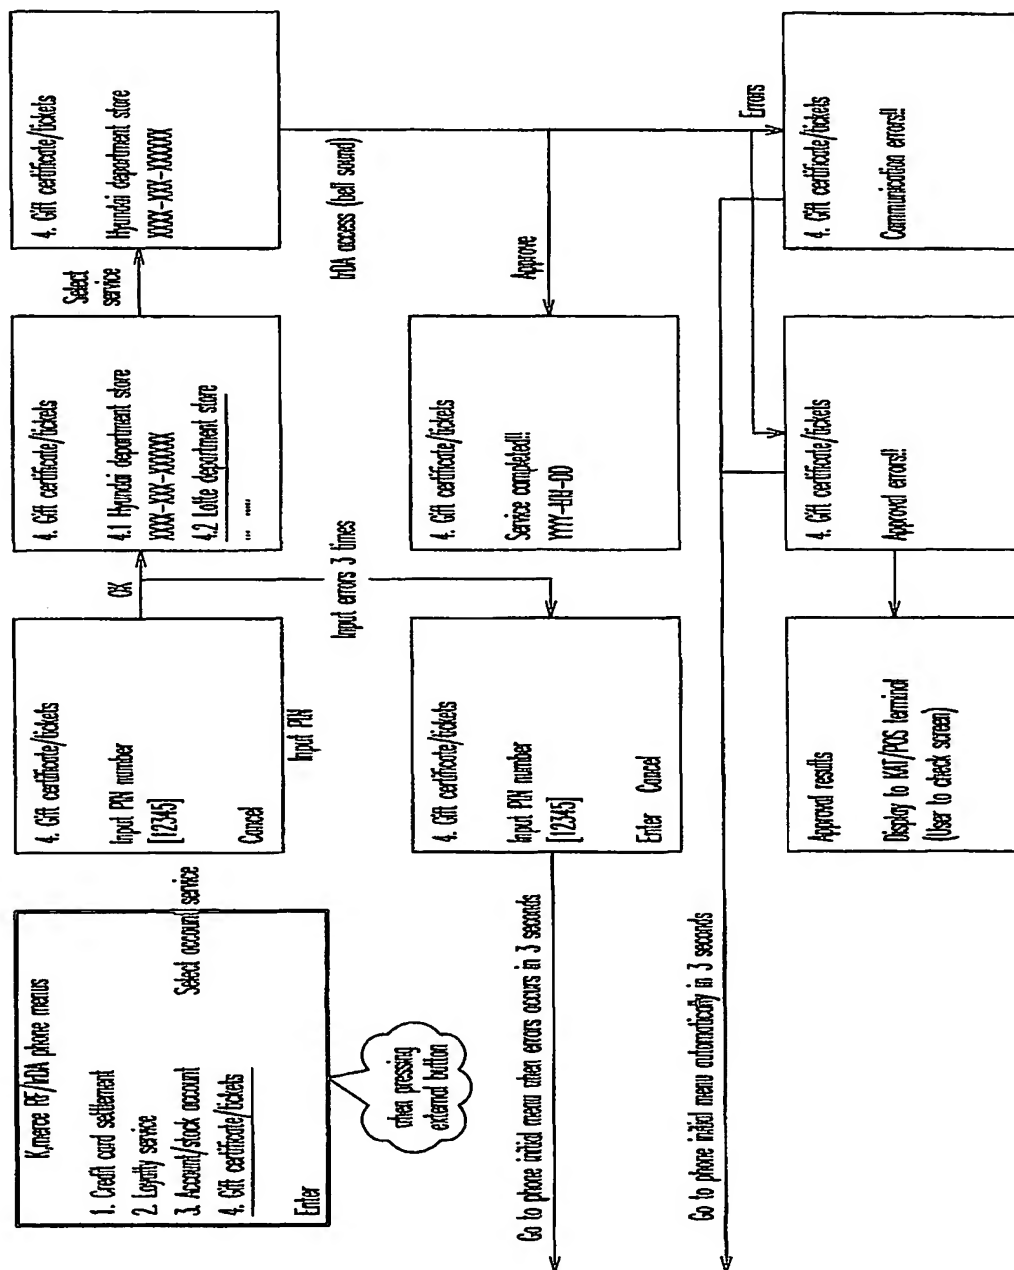 K,merce RF/IrDA phone menus
1. Credit card settlement
2. Loyalty service
3. Account/stock account
4. Gift certificate/tickets
Enter
Select account service
when pressing
external button
4. Gift certificate/tickets
Input PIN number
[12345]
Cancel
Input PIN
OK
4. Gift certificate/tickets
4.1 Hyundai department store
XXXX-XXX-XXXXXX
4.2 Lotte department store
... .....
Select
service
4. Gift certificate/tickets
Hyundai department store
XXXX-XXX-XXXXXX
Input errors 3 times
IrDA access (bell sound)
4. Gift certificate/tickets
Input PIN number
[12345]
Enter Cancel
Go to phone initial menu when errors occurs in 3 seconds
Approve
4. Gift certificate/tickets
Service completed!!
YYYY-MM-DD
Go to phone initial menu automatically in 3 seconds
Approval results
Display to KAT/POS terminal
(User to check screen)
4. Gift certificate/tickets
Approval errors!!
Errors
4. Gift certificate/tickets
Communication errors!!